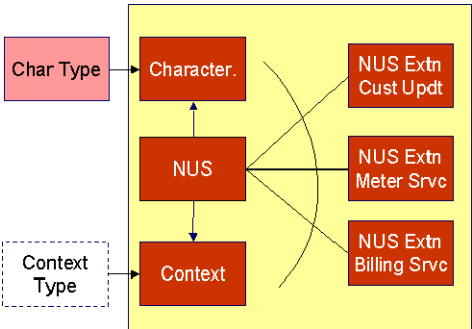 Char Type
Character.
NUS Extn
Cust Updt
NUS
NUS Extn
Meter Srvc
Context
Type
Context
NUS Extn
Billing Srvc